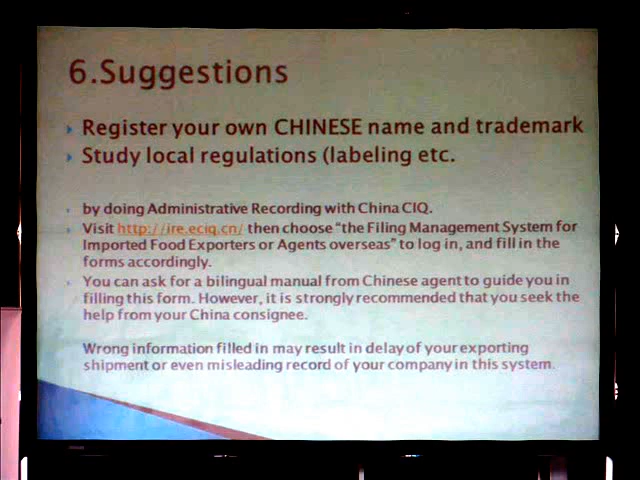 6.Suggestions
Register your own CHINESE name and trademark
Study local regulations (labeling etc.
by doing Administrative Recording with China CIQ.
Visit http://ire.eciq.cn/ then choose "the Filing Management System for
Imported Food Exporters or Agents overseas" to log in, and fill in the
forms accordingly.
You can ask for a bilingual manual from Chinese agent to guide you in
filling this form. However, it is strongly recommended that you seek the
help from your China consignee.
Wrong information filled in may result in delay of your exporting
shipment or even misleading record of your company in this system.